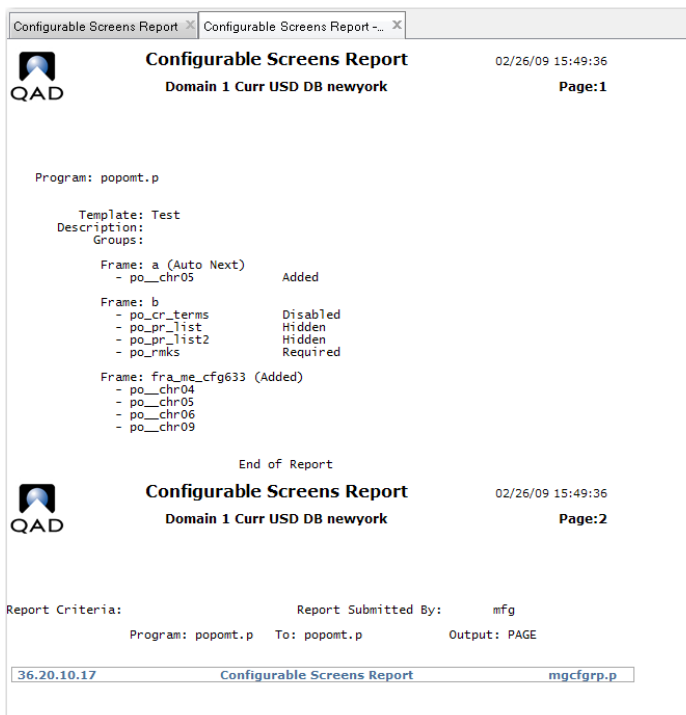 Configurable Screens Report Configurable Screens Report -...
QAD Configurable Screens Report 02/26/09 15:49:36
Domain 1 Curr USD DB newyork Page:1
Program: popomt.p
Template: Test
Description:
Groups:
Frame: a (Auto Next)
- po__chr05 Added
Frame: b
- po_cr_terms Disabled
- po_pr_list Hidden
- po_pr_list2 Hidden
- po_rmks Required
Frame: fra_me_cfg633 (Added)
- po__chr04
- po__chr05
- po__chr06
- po__chr09
End of Report
QAD Configurable Screens Report 02/26/09 15:49:36
Domain 1 Curr USD DB newyork Page:2
Report Criteria: Report Submitted By: mfg
Program: popomt.p To: popomt.p Output: PAGE
36.20.10.17 Configurable Screens Report mgcfgrp.p